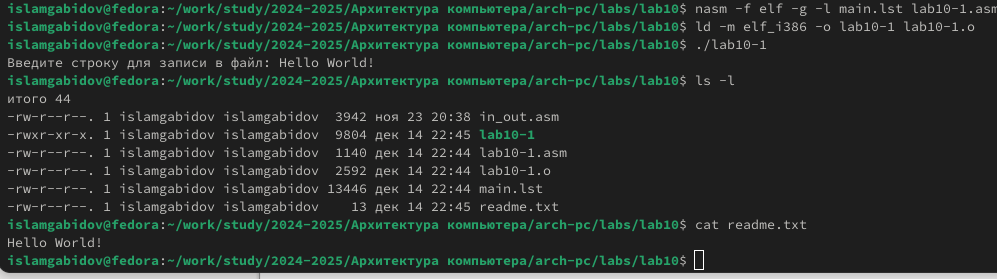 islamgabidov@fedora:~/work/study/2024-2025/Архитектура компьютера/arch-pc/labs/lab10$ nasm -f elf -g -l main.lst lab10-1.asm
islamgabidov@fedora:~/work/study/2024-2025/Архитектура компьютера/arch-pc/labs/lab10$ ld -m elf_i386 -o lab10-1 lab10-1.o
islamgabidov@fedora:~/work/study/2024-2025/Архитектура компьютера/arch-pc/labs/lab10$ ./lab10-1
Введите строку для записи в файл: Hello World!
islamgabidov@fedora:~/work/study/2024-2025/Архитектура компьютера/arch-pc/labs/lab10$ ls -l
итого 44
-rw-r--r--. 1 islamgabidov islamgabidov  3942 ноя 23 20:38 in_out.asm
-rwxr-xr-x. 1 islamgabidov islamgabidov  9804 дек 14 22:45 lab10-1
-rw-r--r--. 1 islamgabidov islamgabidov  1140 дек 14 22:44 lab10-1.asm
-rw-r--r--. 1 islamgabidov islamgabidov  2592 дек 14 22:44 lab10-1.o
-rw-r--r--. 1 islamgabidov islamgabidov 13446 дек 14 22:44 main.lst
-rw-r--r--. 1 islamgabidov islamgabidov    13 дек 14 22:45 readme.txt
islamgabidov@fedora:~/work/study/2024-2025/Архитектура компьютера/arch-pc/labs/lab10$ cat readme.txt
Hello World!
islamgabidov@fedora:~/work/study/2024-2025/Архитектура компьютера/arch-pc/labs/lab10$